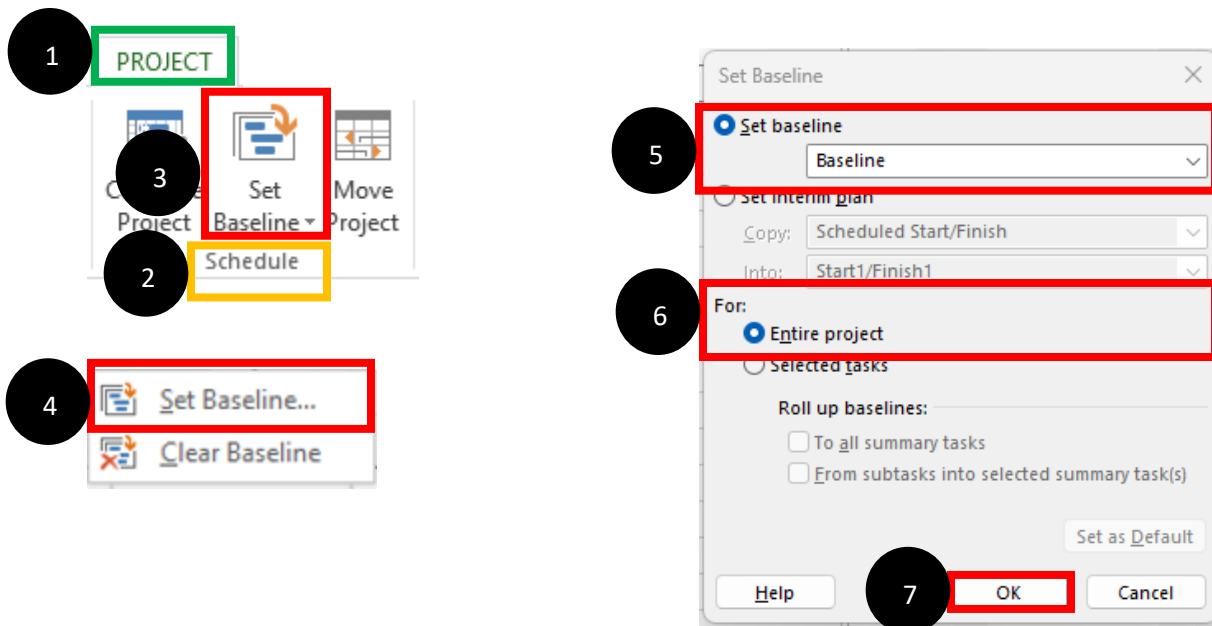 1
PROJECT
3
Set
Move
Project
Baseline
Project
2
Schedule
4
Set Baseline...
Clear Baseline
Set Baseline
5
Set baseline
Baseline
Set interim plan
Copy:
Scheduled Start/Finish
Into:
Start1/Finish1
6
For:
Entire project
Selected tasks
Roll up baselines:
To all summary tasks
From subtasks into selected summary task(s)
Set as Default
Help
7
OK
Cancel